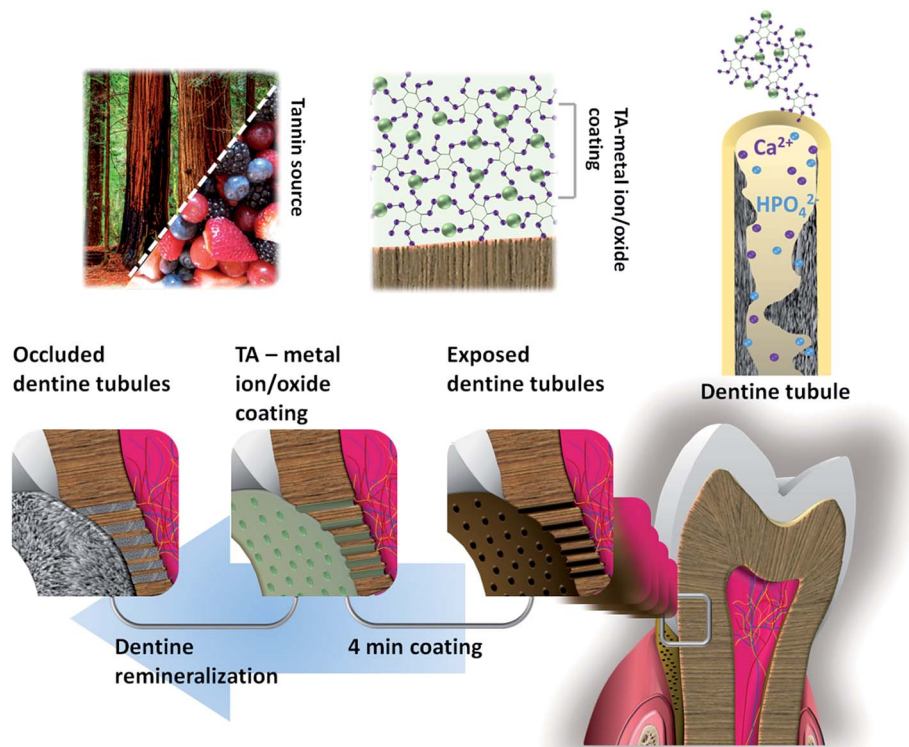 Tannin source
TA-metal ion/oxide
coating
Ca²⁺
HPO₄²⁻
Dentine tubule
Occluded
dentine tubules
TA – metal
ion/oxide
coating
Exposed
dentine tubules
Dentine
remineralization
4 min coating